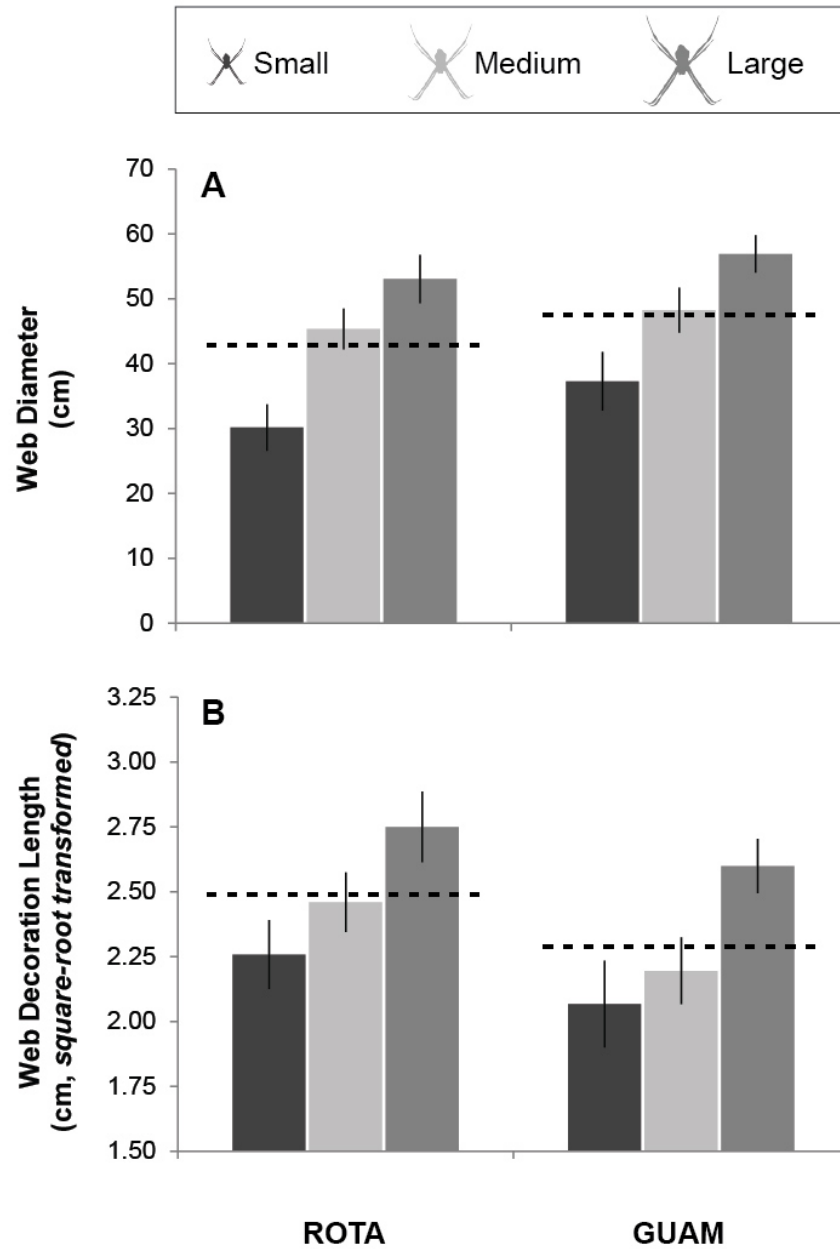 Small Medium Large
A
70
60
50
40
30
20
10
0
Web Diameter
(cm)
B
3.25
3.00
2.75
2.50
2.25
2.00
1.75
1.50
Web Decoration Length
(cm, square-root transformed)
ROTA GUAM